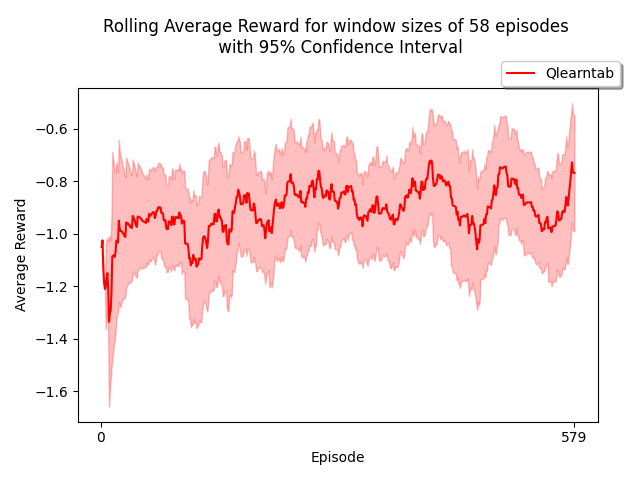 Rolling Average Reward for window sizes of 58 episodes
with 95% Confidence Interval
Qlearntab
−0.6
−0.8
−1.0
−1.2
−1.4
−1.6
Average Reward
0
579
Episode